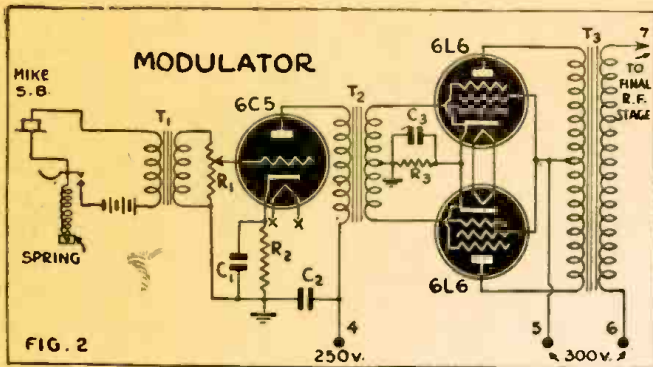 MODULATOR
MIKE
S.B.
T1
R1
6C5
X X
C1
R2
C2
T2
C3
R3
6L6
6L6
T3
7
TO
FINAL
R.F.
STAGE
SPRING
FIG. 2
4
250V.
5
6
300V.